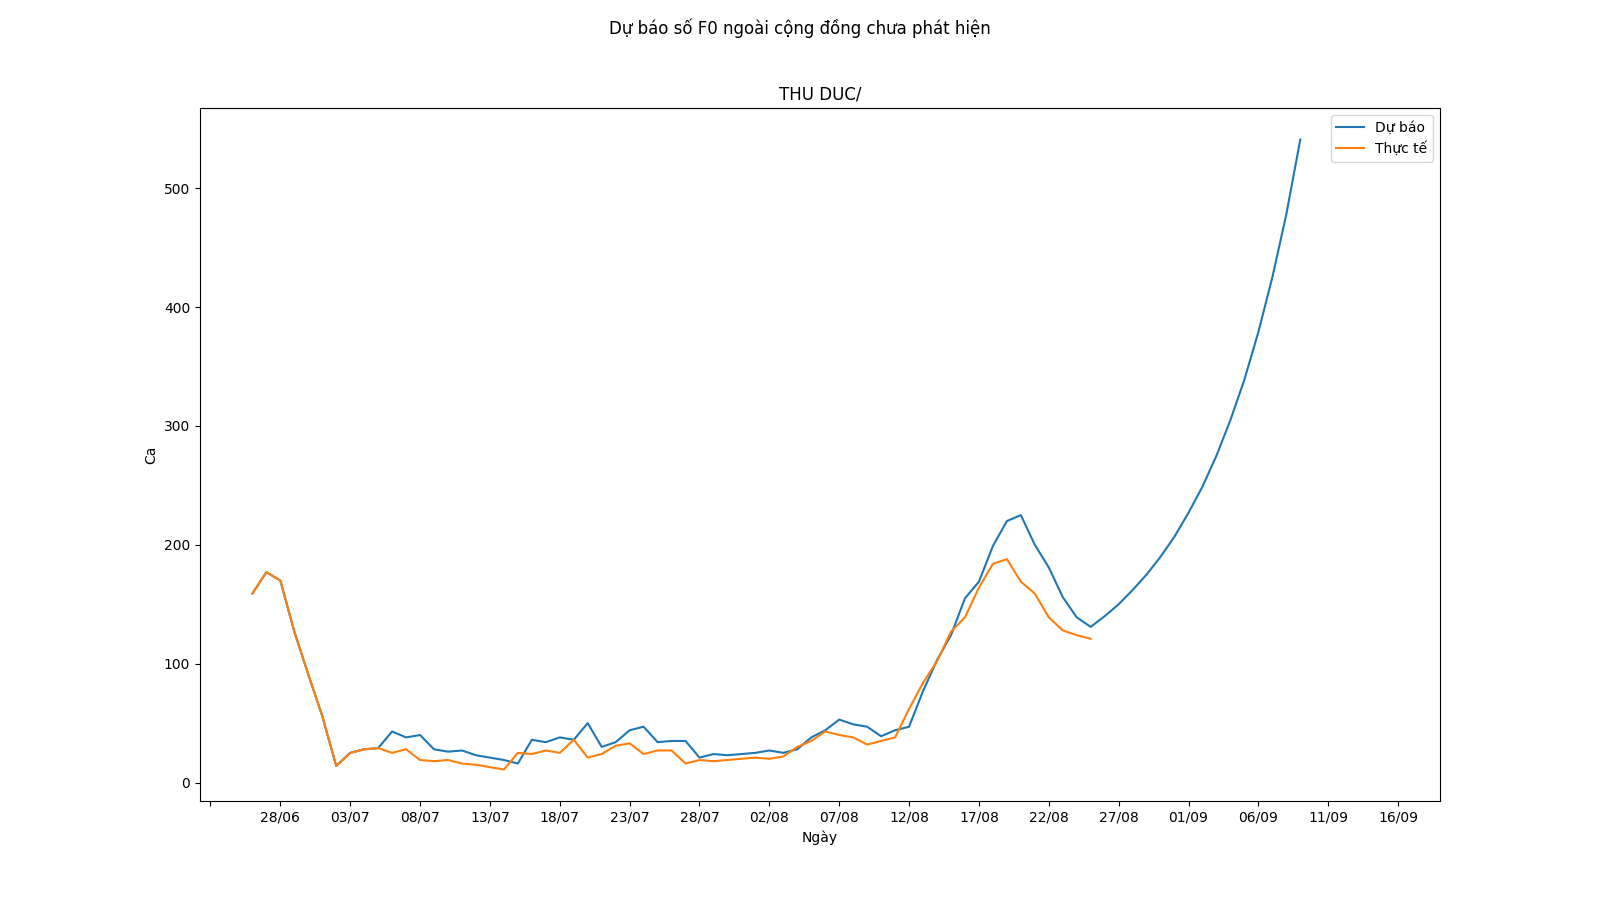 Dự báo số F0 ngoài cộng đồng chưa phát hiện
THU DUC/
Dự báo
Thực tế
500
400
300
200
100
0
Ca
28/06 03/07 08/07 13/07 18/07 23/07 28/07 02/08 07/08 12/08 17/08 22/08 27/08 01/09 06/09 11/09 16/09
Ngày